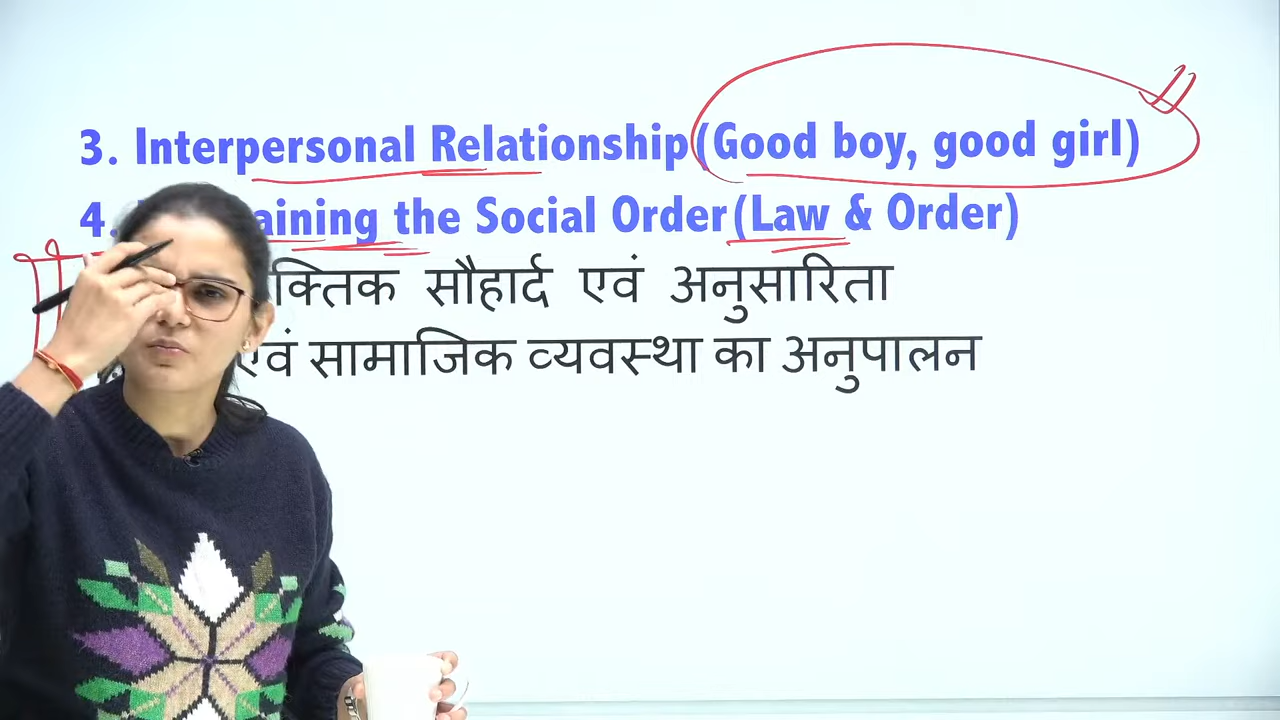 3. Interpersonal Relationship(Good boy, good girl)
4. the Social Order(Law & Order)
सौहार्द एवं अनुसारिता
एवं सामाजिक व्यवस्था का अनुपालन